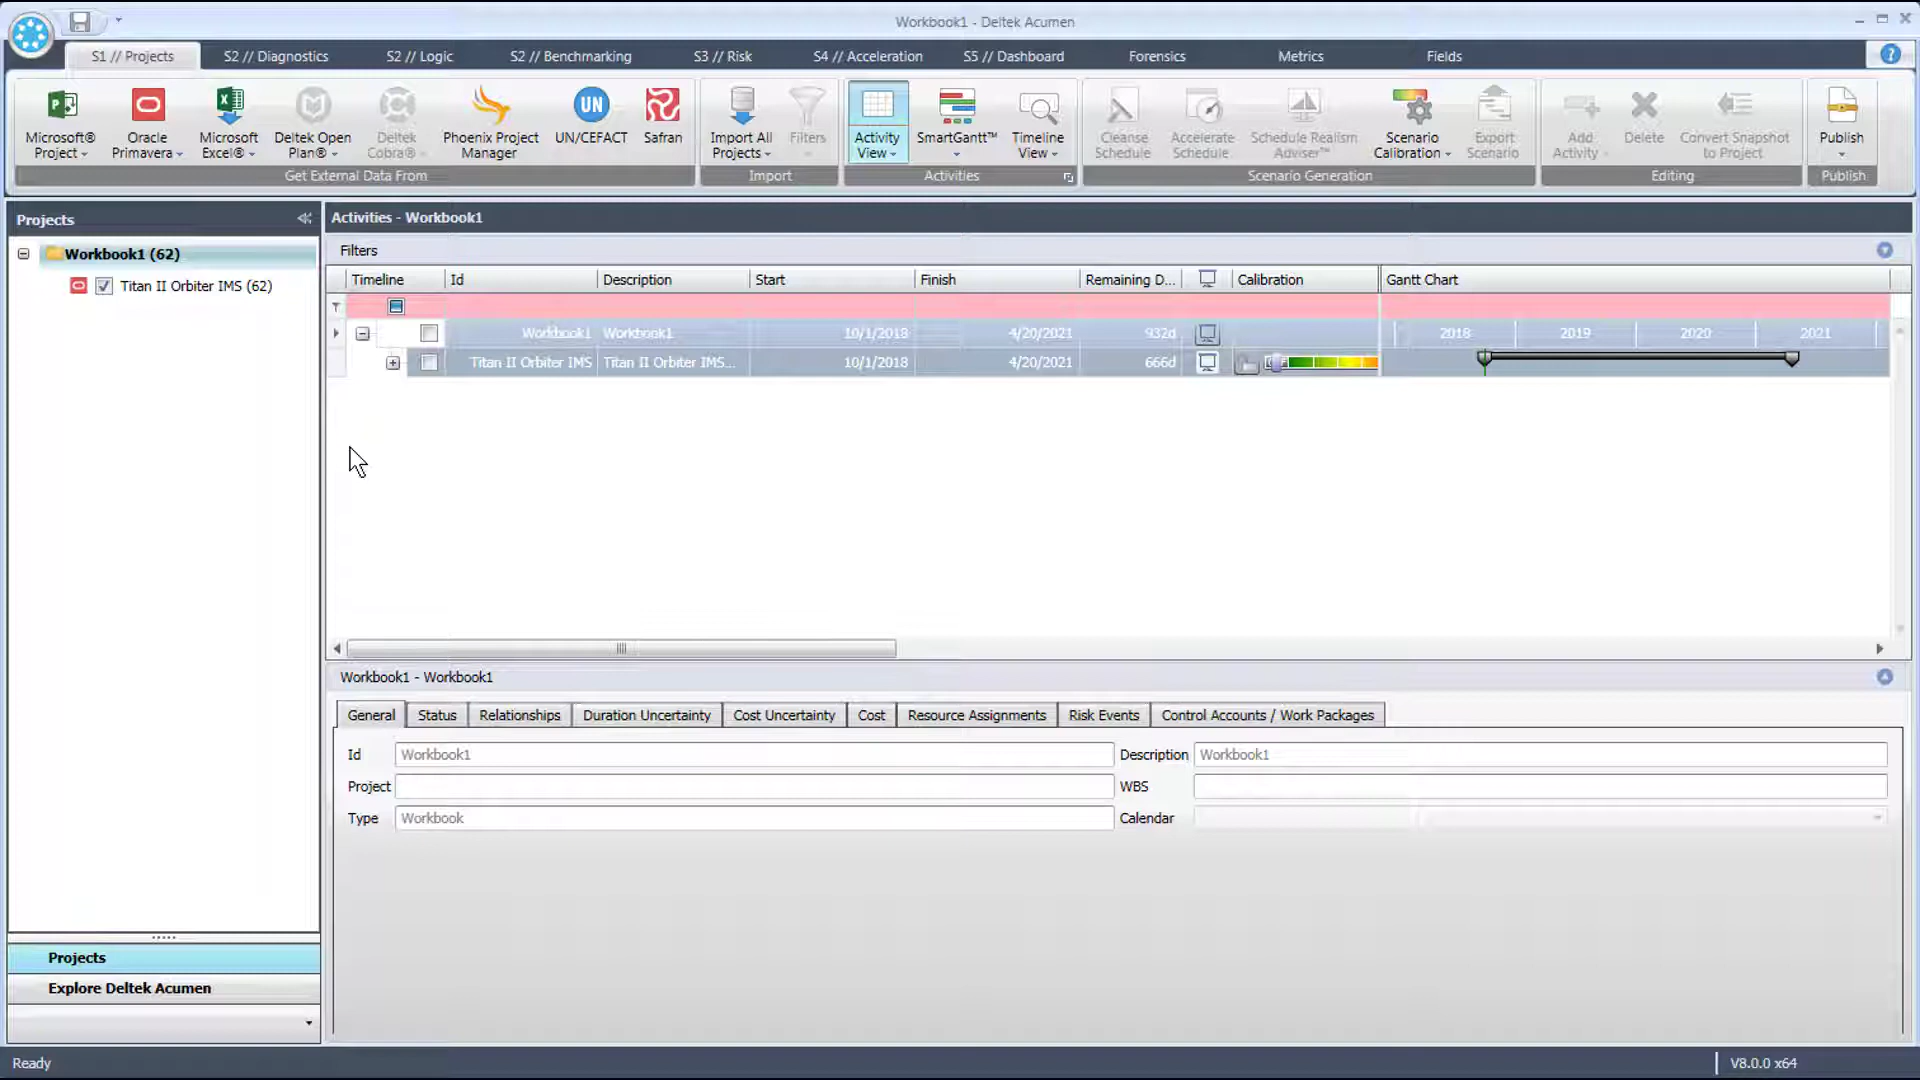 Workbook1 - Deltek Acumen
S1 // Projects
S2 // Diagnostics
S2 // Logic
S2 // Benchmarking
S3 // Risk
S4 // Acceleration
S5 // Dashboard
Forensics
Metrics
Fields
Microsoft®
Project
Oracle
Primavera
Microsoft
Excel®
Deltek Open
Plan®
Deltek
Cobra®
Phoenix Project
Manager
UN
UN/CEFACT
Safran
Import All
Projects
Filters
Activity
View
SmartGantt™
Timeline
View
Cleanse
Schedule
Accelerate
Schedule
Schedule Realism
Adviser™
Scenario
Calibration
Export
Scenario
Add
Activity
Delete
Convert Snapshot
to Project
Publish
Get External Data From
Import
Activities
Scenario Generation
Editing
Publish
Projects
Workbook1 (62)
Titan II Orbiter IMS (62)
Activities - Workbook1
Filters
Timeline Id Description Start Finish Remaining D... Calibration Gantt Chart
Workbook1 Workbook1 10/1/2018 4/20/2021 932d 2018 2019 2020 2021
Titan II Orbiter IMS Titan II Orbiter IMS... 10/1/2018 4/20/2021 666d
Workbook1 - Workbook1
General Status Relationships Duration Uncertainty Cost Uncertainty Cost Resource Assignments Risk Events Control Accounts / Work Packages
Id Workbook1 Description Workbook1
Project WBS
Type Workbook Calendar
Projects
Explore Deltek Acumen
Ready
V8.0.0 x64